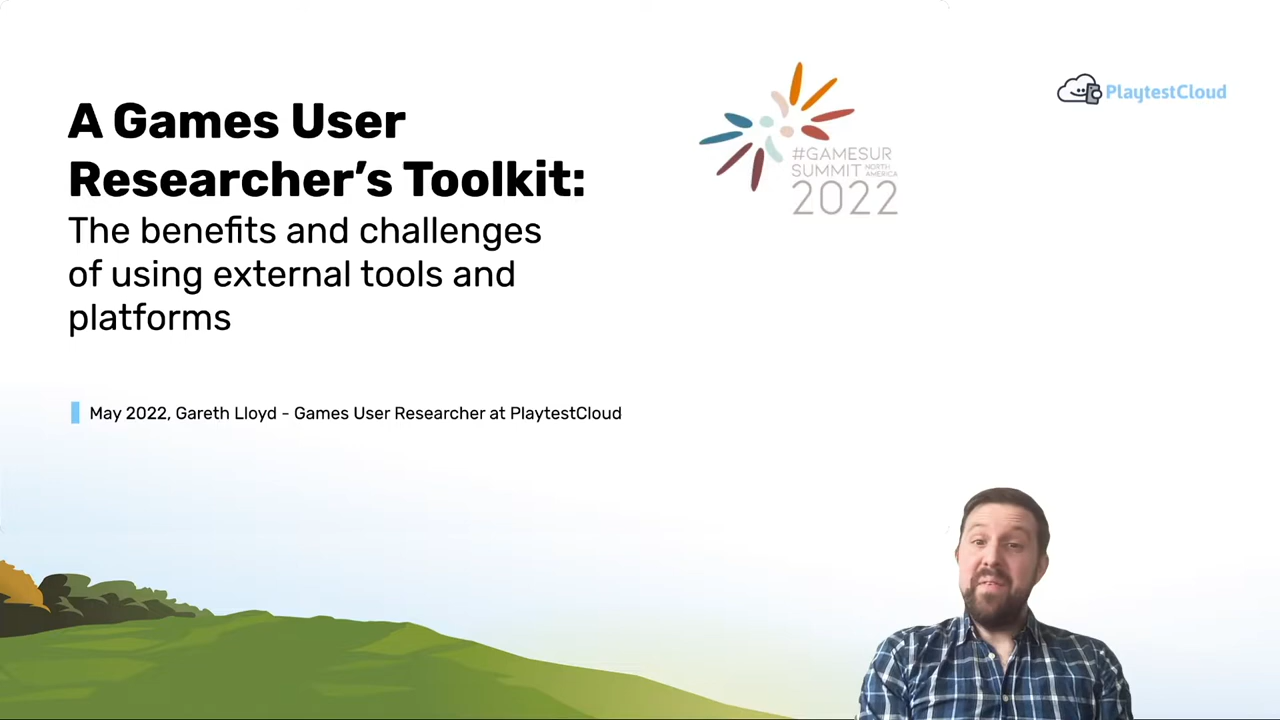 A Games User
Researcher’s Toolkit:
The benefits and challenges
of using external tools and
platforms
#GAMESUR
SUMMIT NORTH AMERICA
2022
PlaytestCloud
May 2022, Gareth Lloyd - Games User Researcher at PlaytestCloud